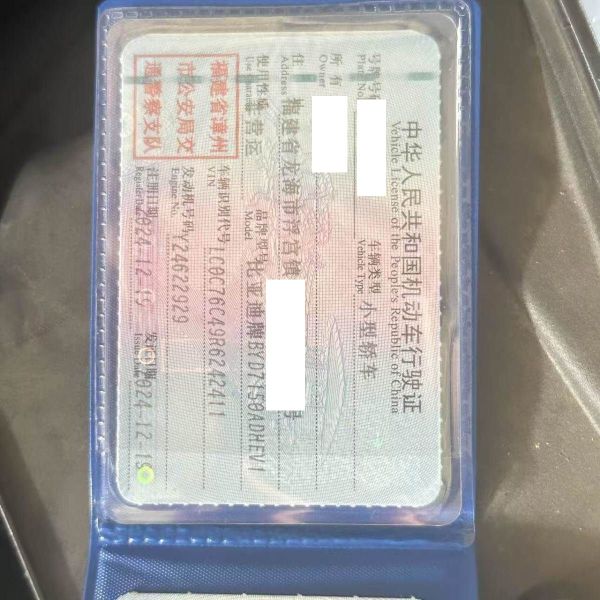 中华人民共和国机动车行驶证
Vehicle License of the People's Republic of China
号牌号码 车辆类型 小型轿车
Plate No. Vehicle Type
所有
Owner
住 福建省龙海市浮宫镇 号
Address
使用性质 非营运 品牌型号 比亚迪牌BYD7150ADHEV1
Use Character Model
福建省漳州
市公安局交
通警察支队
车辆识别代号 LC0C76C49R6242411
VIN
发动机号码 Y24622929
Engine No.
注册日期 2024-12-15 发证日期 2024-12-15
Register Date Issue Date